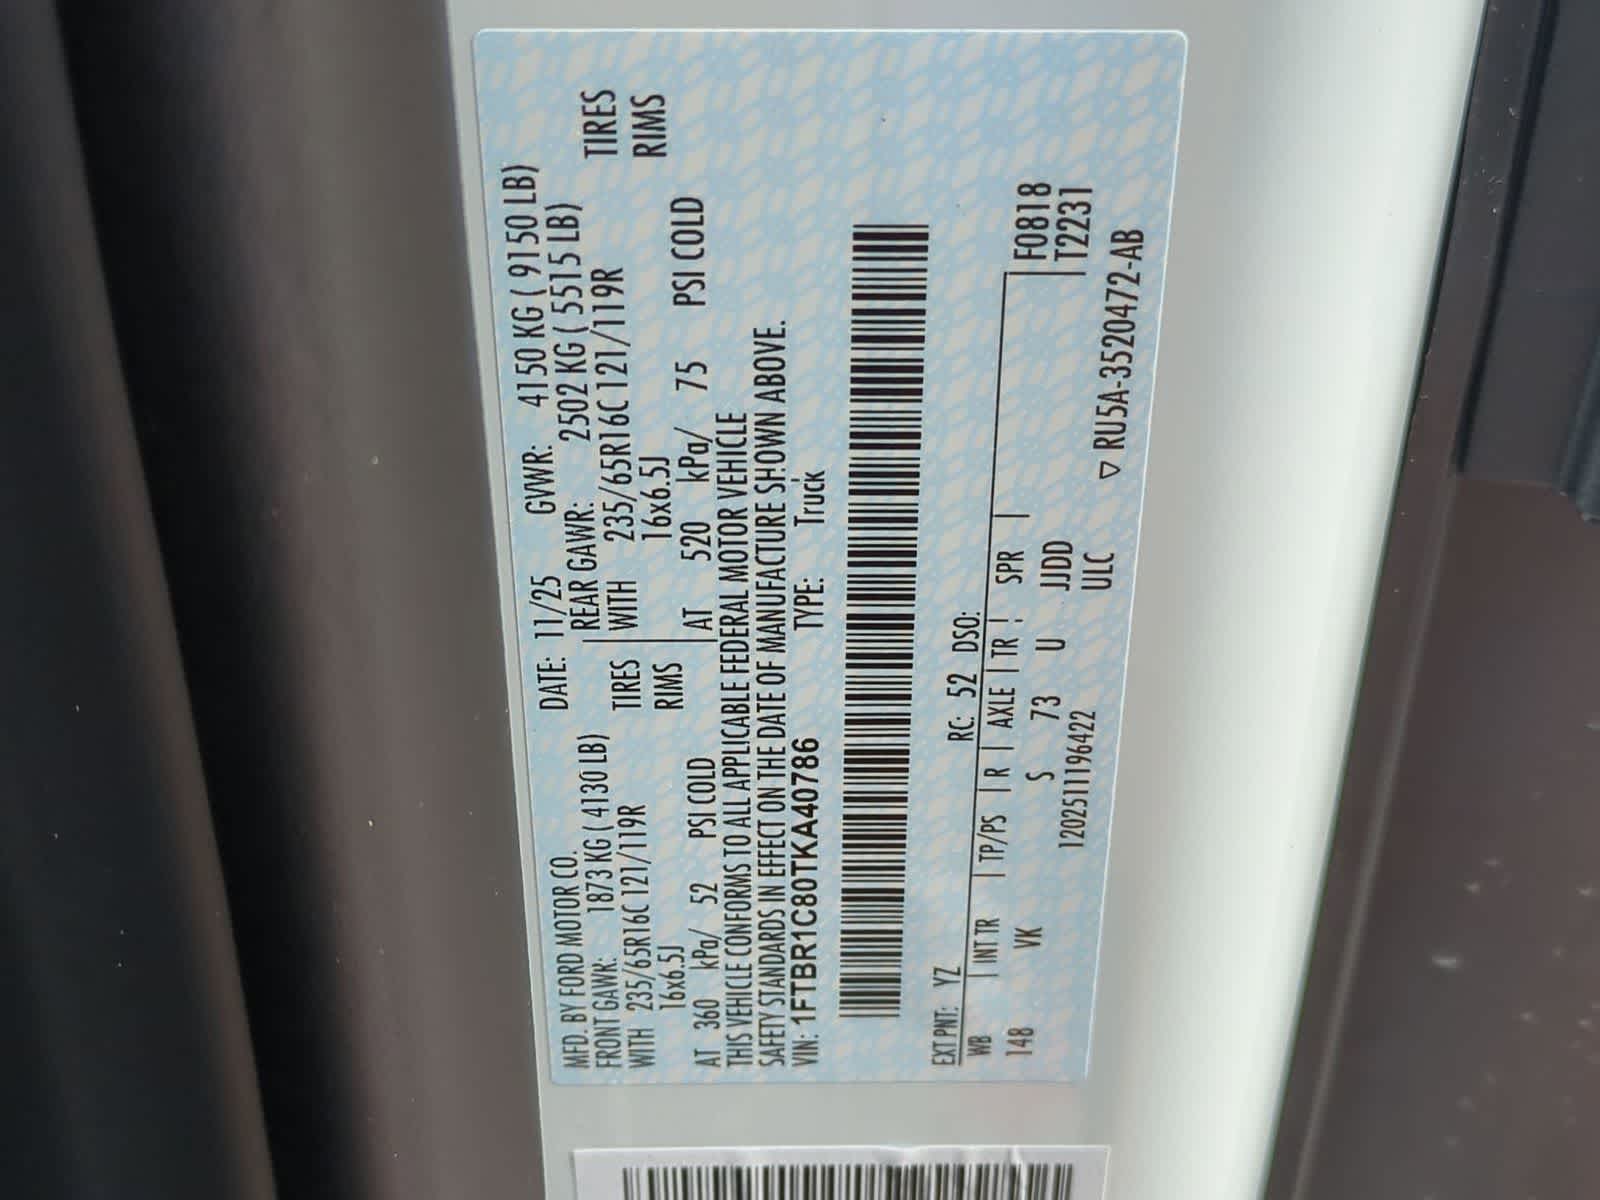 MFD. BY FORD MOTOR CO. DATE: 11/25 GVWR: 4150 KG ( 9150 LB)
FRONT GAWR: 1873 KG ( 4130 LB) REAR GAWR: 2502 KG ( 5515 LB)
WITH 235/65R16C 121/119R TIRES WITH 235/65R16C 121/119R TIRES
16x6.5J RIMS 16x6.5J RIMS
AT 360 kPa/ 52 PSI COLD AT 520 kPa/ 75 PSI COLD
THIS VEHICLE CONFORMS TO ALL APPLICABLE FEDERAL MOTOR VEHICLE
SAFETY STANDARDS IN EFFECT ON THE DATE OF MANUFACTURE SHOWN ABOVE.
VIN: 1FTBR1C80TKA40786 TYPE: Truck
EXT PNT: YZ RC: 52 DSO:
WB INT TR TP/PS R AXLE TR SPR F0818
148 VK S 73 U JJDD T2231
120251196422 ULC ▽ RU5A-3520472-AB